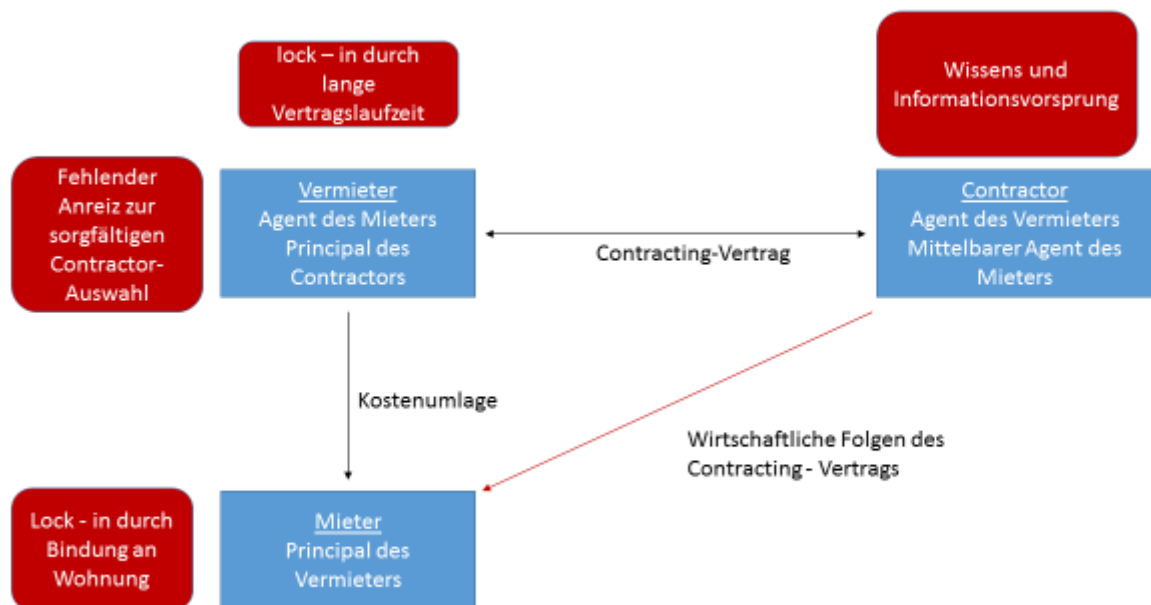 lock – in durch
lange
Vertragslaufzeit
Wissens und
Informationsvorsprung
Fehlender
Anreiz zur
sorgfältigen
Contractor-
Auswahl
Vermieter
Agent des Mieters
Principal des
Contractors
Contracting-Vertrag
Contractor
Agent des Vermieters
Mittelbarer Agent des
Mieters
Kostenumlage
Wirtschaftliche Folgen des
Contracting - Vertrags
Lock - in durch
Bindung an
Wohnung
Mieter
Principal des
Vermieters